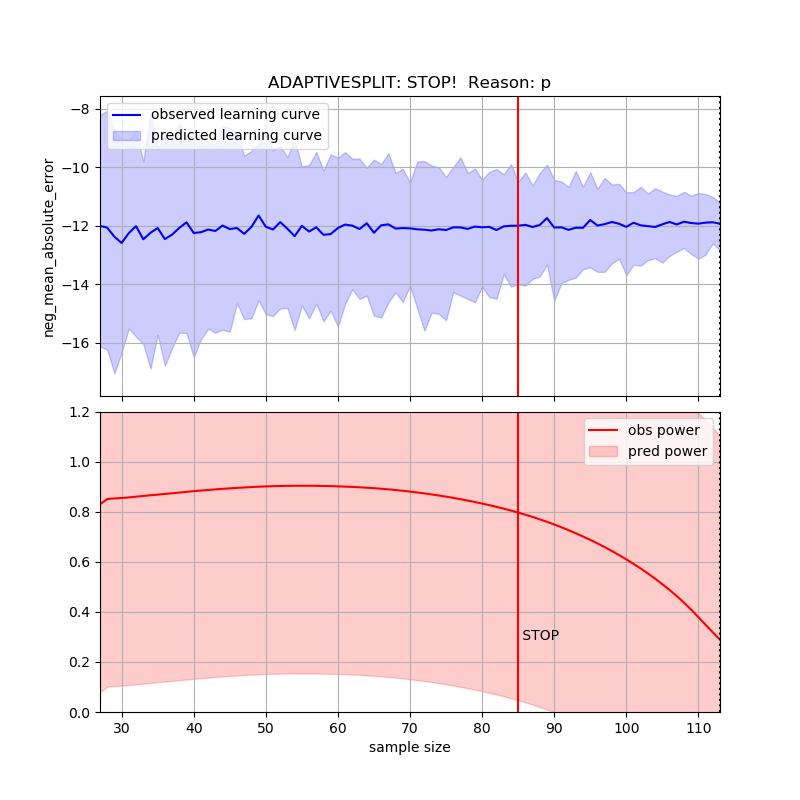 ADAPTIVESPLIT: STOP!  Reason: p
observed learning curve
predicted learning curve
neg_mean_absolute_error
−8
−10
−12
−14
−16
obs power
pred power
1.2
1.0
0.8
0.6
0.4
0.2
0.0
STOP
30 40 50 60 70 80 90 100 110
sample size